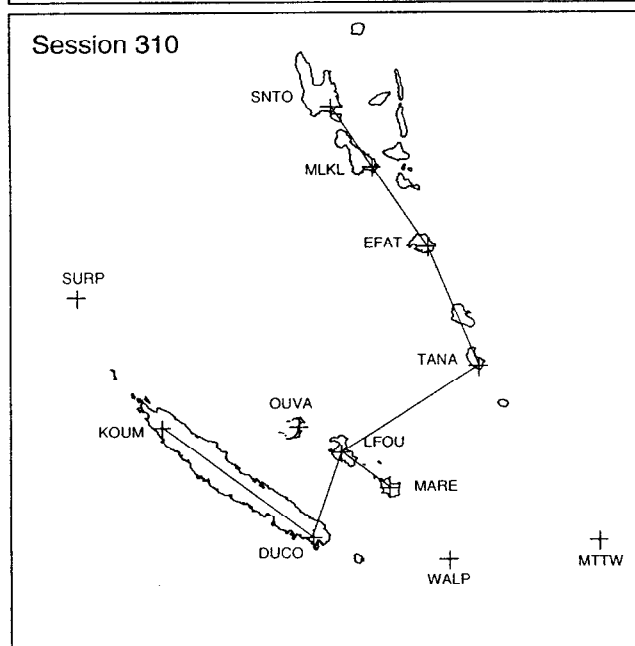 Session 310
SNTO
MLKL
EFAT
SURP
TANA
OUVA
KOUM
LFOU
MARE
DUCO
WALP
MTTW